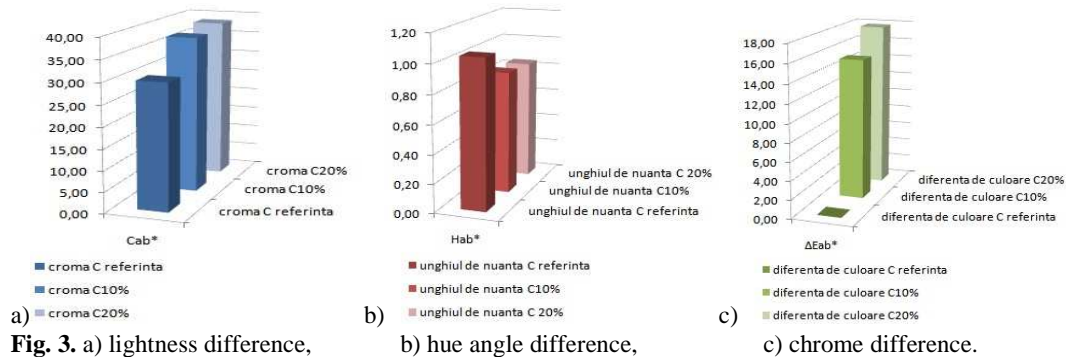 40,00
35,00
30,00
25,00
20,00
15,00
10,00
5,00
0,00
croma C20%
croma C10%
croma C referinta
Cab*
croma C referinta
croma C10%
croma C20%
a)
1,20
1,00
0,80
0,60
0,40
0,20
0,00
unghiul de nuanta C 20%
unghiul de nuanta C10%
unghiul de nuanta C referinta
Hab*
unghiul de nuanta C referinta
unghiul de nuanta C10%
unghiul de nuanta C 20%
b)
18,00
16,00
14,00
12,00
10,00
8,00
6,00
4,00
2,00
0,00
diferenta de culoare C20%
diferenta de culoare C10%
diferenta de culoare C referinta
ΔEab*
diferenta de culoare C referinta
diferenta de culoare C10%
diferenta de culoare C20%
c)
Fig. 3. a) lightness difference, b) hue angle difference, c) chrome difference.